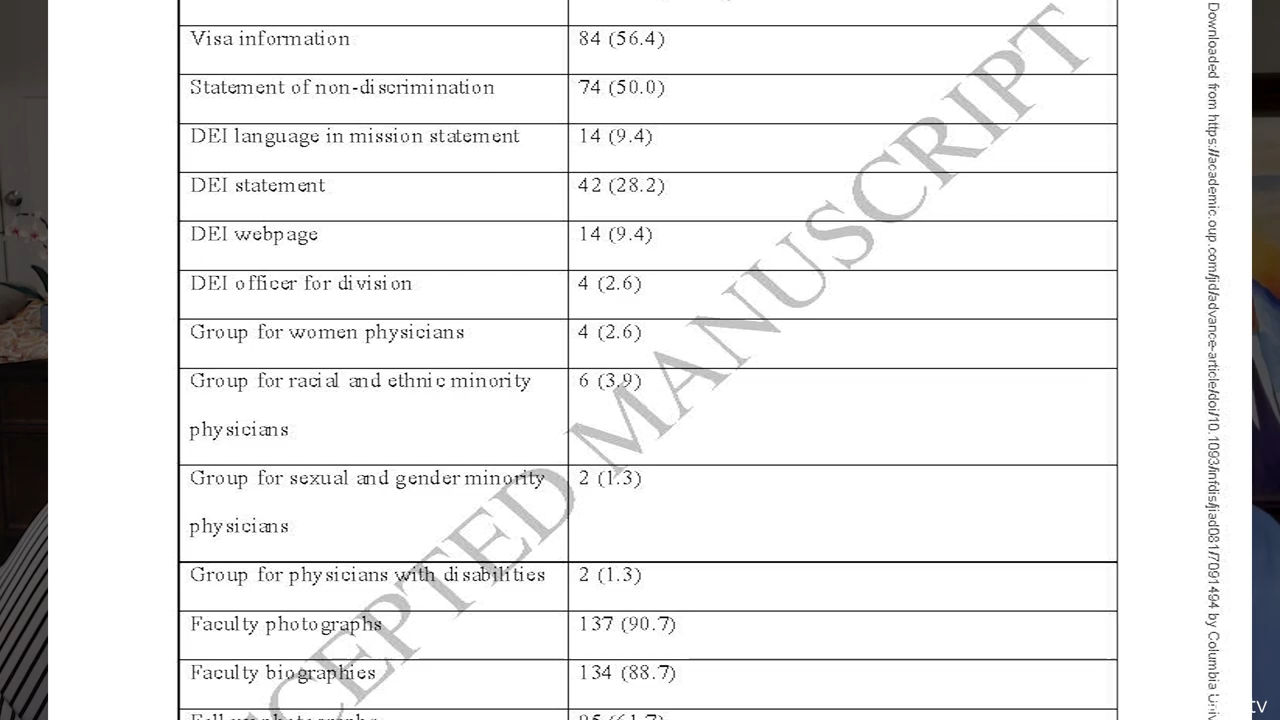 Visa information 84 (56.4)
Statement of non-discrimination 74 (50.0)
DEI language in mission statement 14 (9.4)
DEI statement 42 (28.2)
DEI webpage 14 (9.4)
DEI officer for division 4 (2.6)
Group for women physicians 4 (2.6)
Group for racial and ethnic minority 6 (3.9)
physicians
Group for sexual and gender minority 2 (1.3)
physicians
Group for physicians with disabilities 2 (1.3)
Faculty photographs 137 (90.7)
Faculty biographies 134 (88.7)
CEPTED MANUSCRIPT
Downloaded from https://academic.oup.com/jid/advance-article/doi/10.1093/infdis/jiad081/7091494 by Columbia Univ
tv